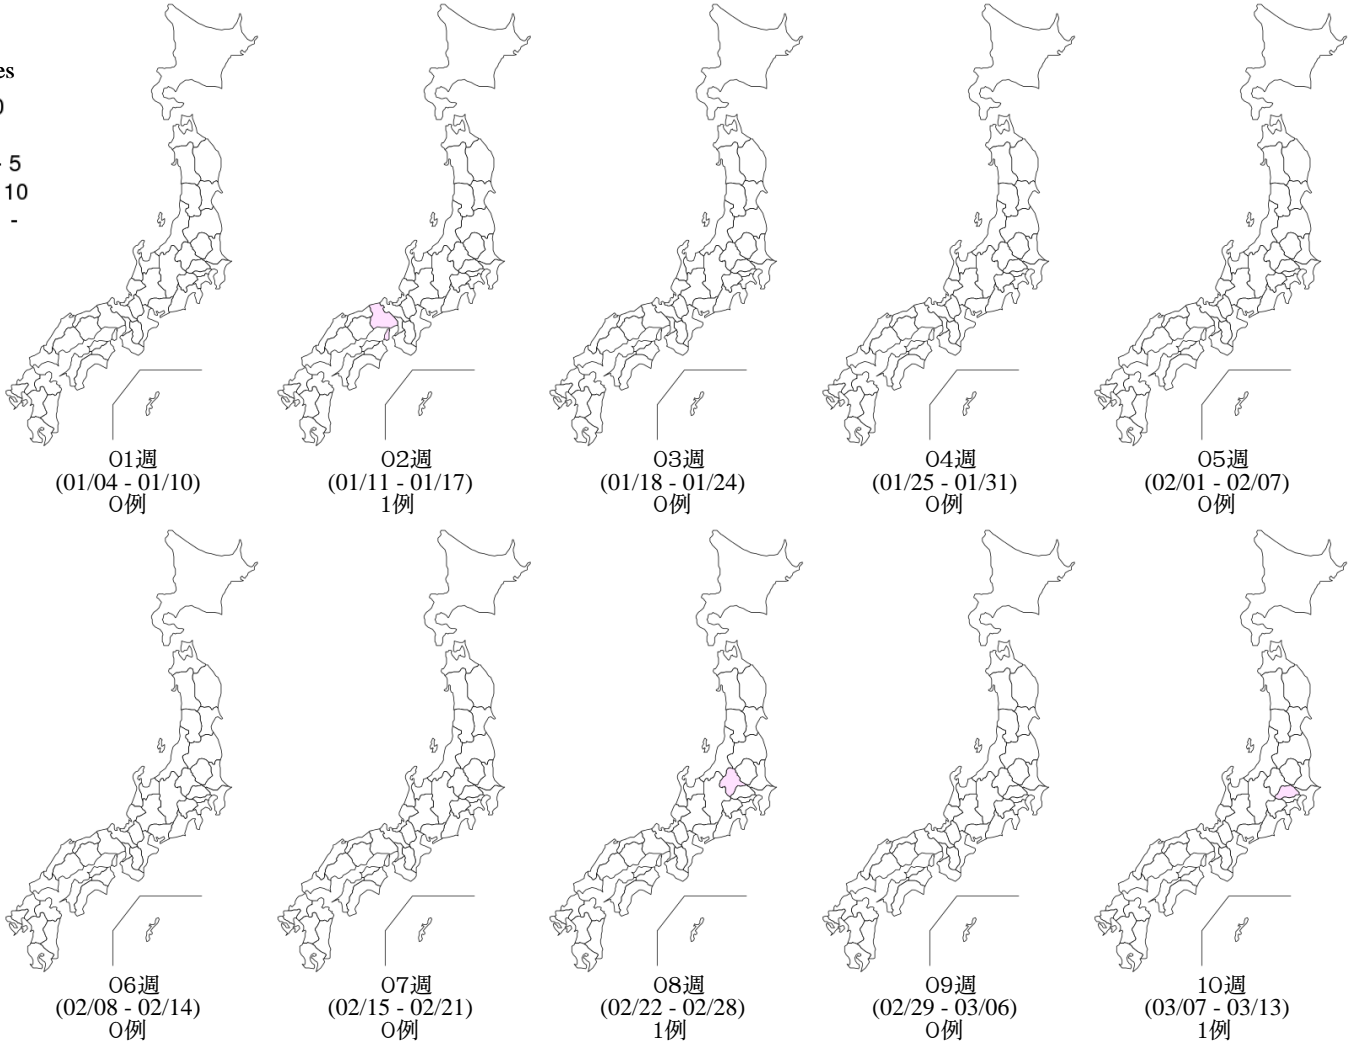 es
0
- 5
10
-
01週
(01/04 - 01/10)
0例
02週
(01/11 - 01/17)
1例
03週
(01/18 - 01/24)
0例
04週
(01/25 - 01/31)
0例
05週
(02/01 - 02/07)
0例
06週
(02/08 - 02/14)
0例
07週
(02/15 - 02/21)
0例
08週
(02/22 - 02/28)
1例
09週
(02/29 - 03/06)
0例
10週
(03/07 - 03/13)
1例